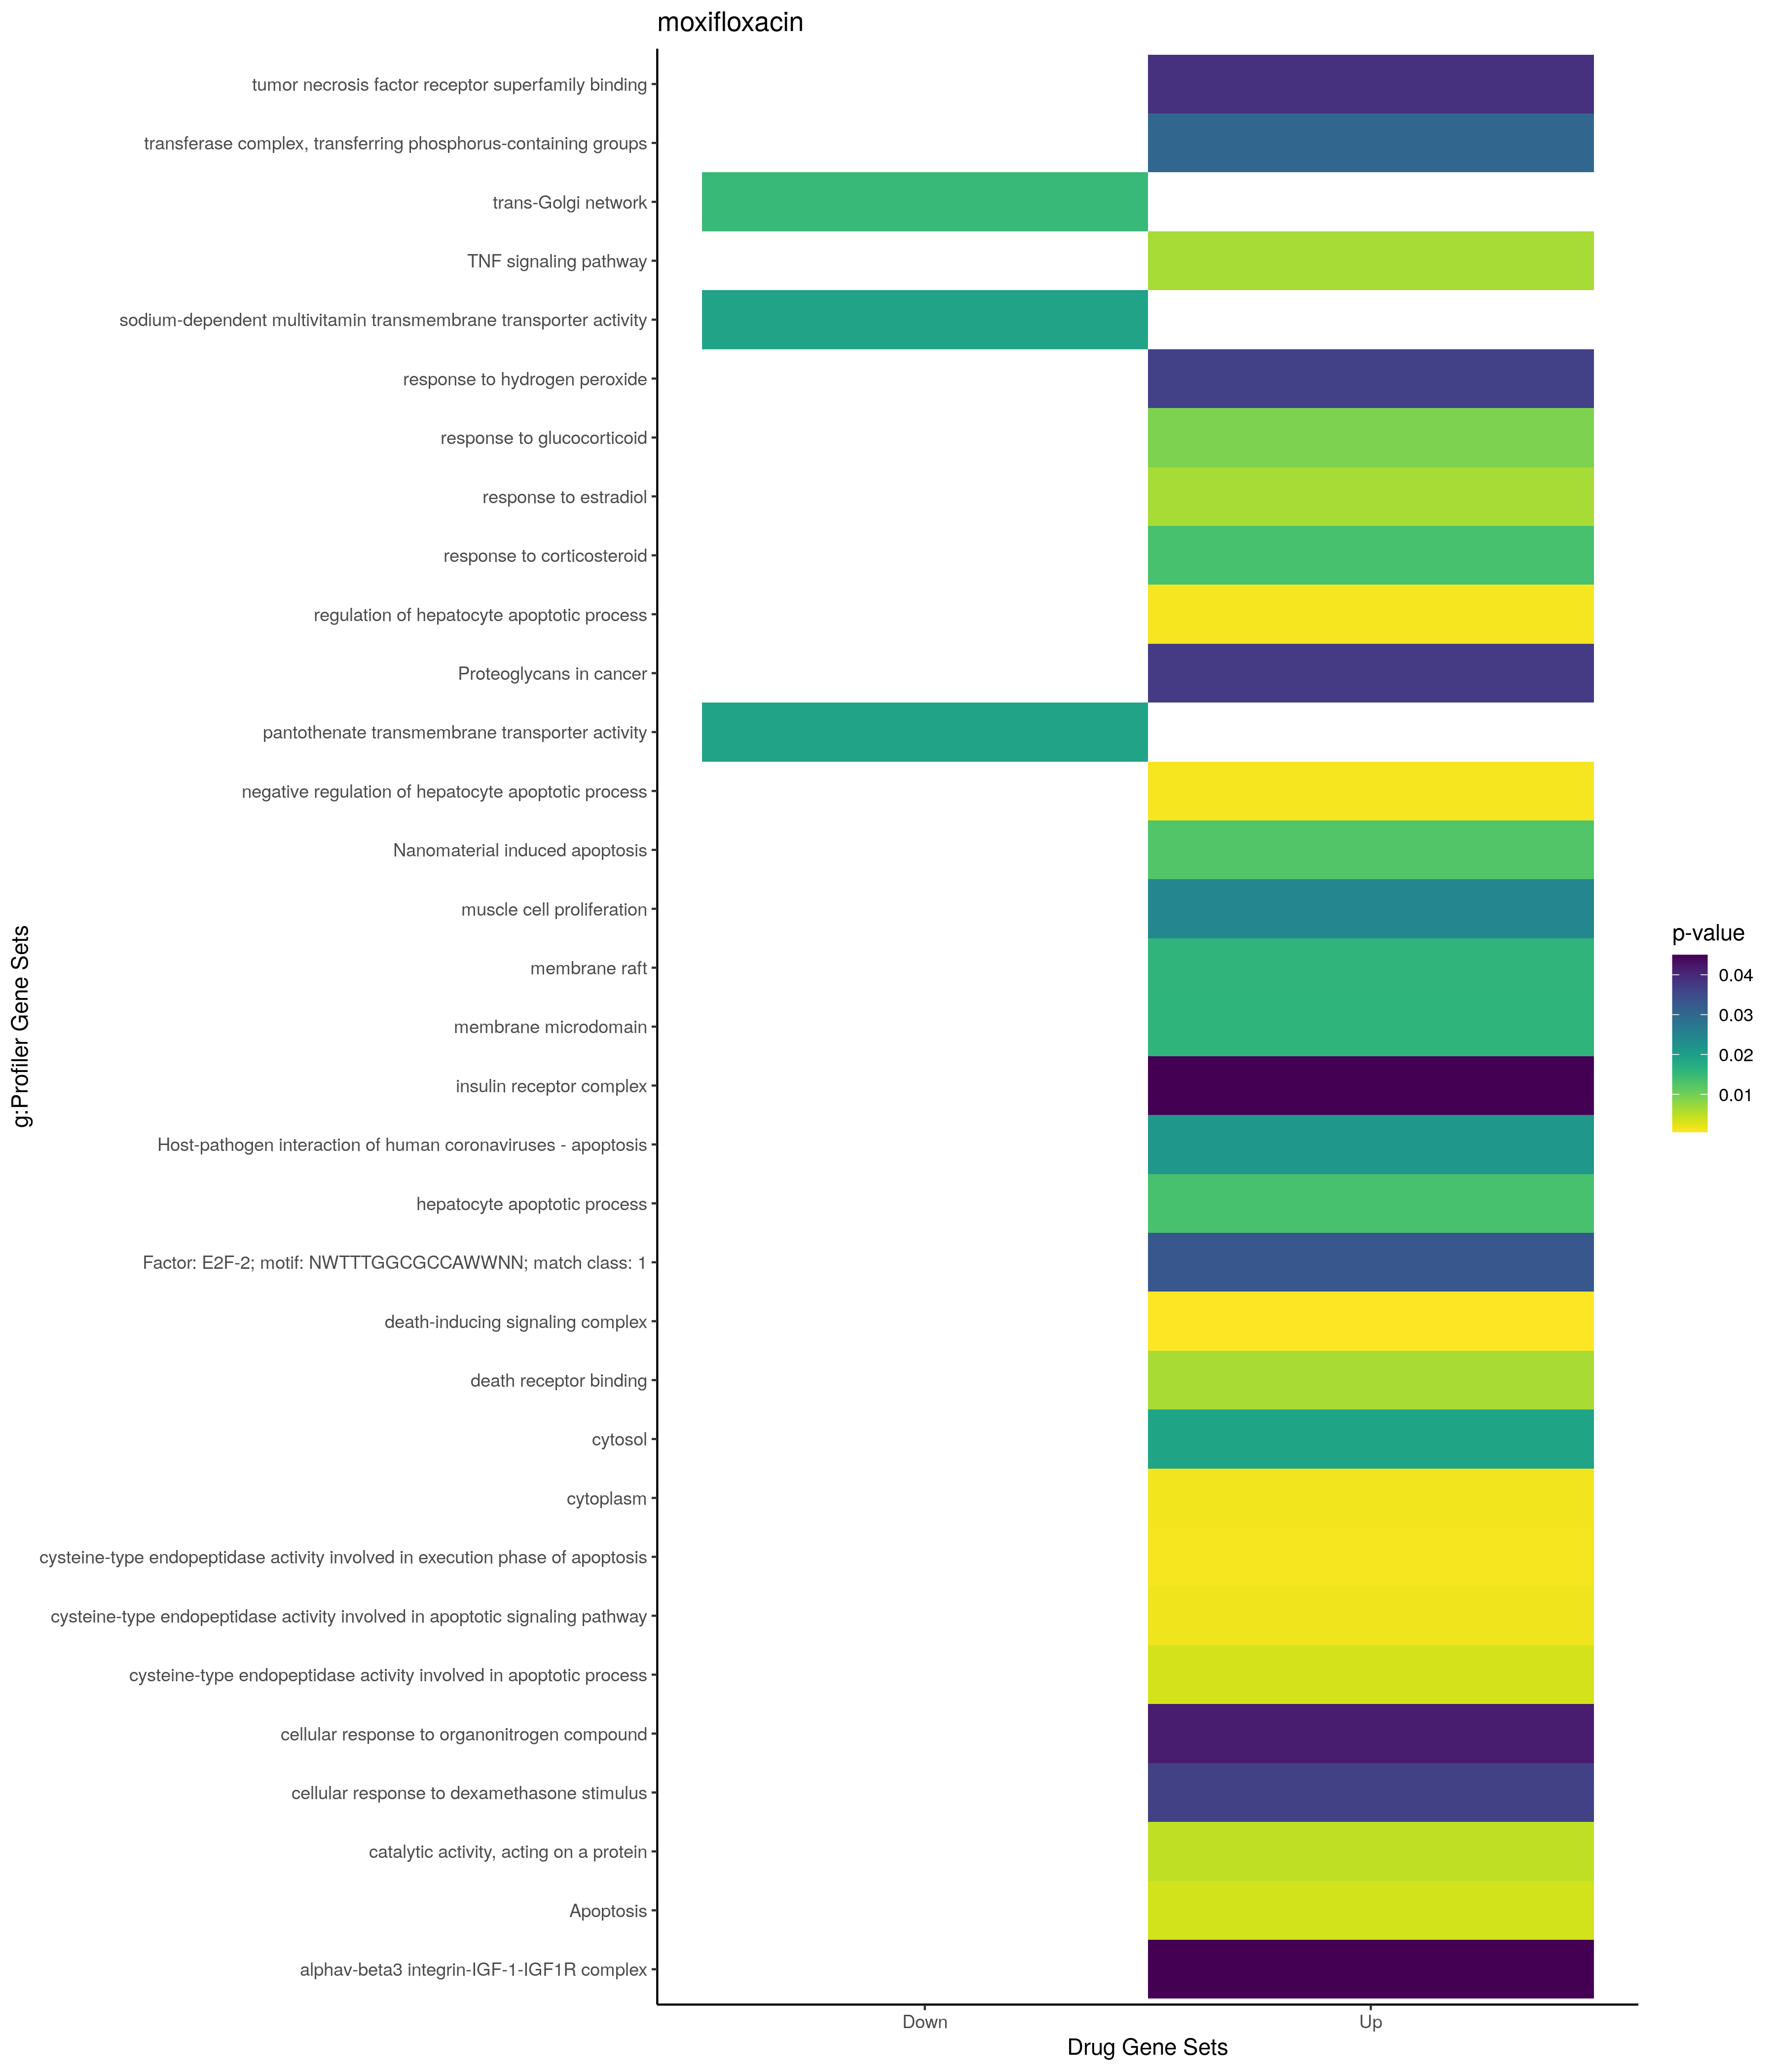 moxifloxacin
tumor necrosis factor receptor superfamily binding
transferase complex, transferring phosphorus-containing groups
trans-Golgi network
TNF signaling pathway
sodium-dependent multivitamin transmembrane transporter activity
response to hydrogen peroxide
response to glucocorticoid
response to estradiol
response to corticosteroid
regulation of hepatocyte apoptotic process
Proteoglycans in cancer
pantothenate transmembrane transporter activity
negative regulation of hepatocyte apoptotic process
Nanomaterial induced apoptosis
muscle cell proliferation
membrane raft
membrane microdomain
insulin receptor complex
Host-pathogen interaction of human coronaviruses - apoptosis
hepatocyte apoptotic process
Factor: E2F-2; motif: NWTTTGGCGCCAWWNN; match class: 1
death-inducing signaling complex
death receptor binding
cytosol
cytoplasm
cysteine-type endopeptidase activity involved in execution phase of apoptosis
cysteine-type endopeptidase activity involved in apoptotic signaling pathway
cysteine-type endopeptidase activity involved in apoptotic process
cellular response to organonitrogen compound
cellular response to dexamethasone stimulus
catalytic activity, acting on a protein
Apoptosis
alphav-beta3 integrin-IGF-1-IGF1R complex
g:Profiler Gene Sets
Down
Up
Drug Gene Sets
p-value
0.04
0.03
0.02
0.01